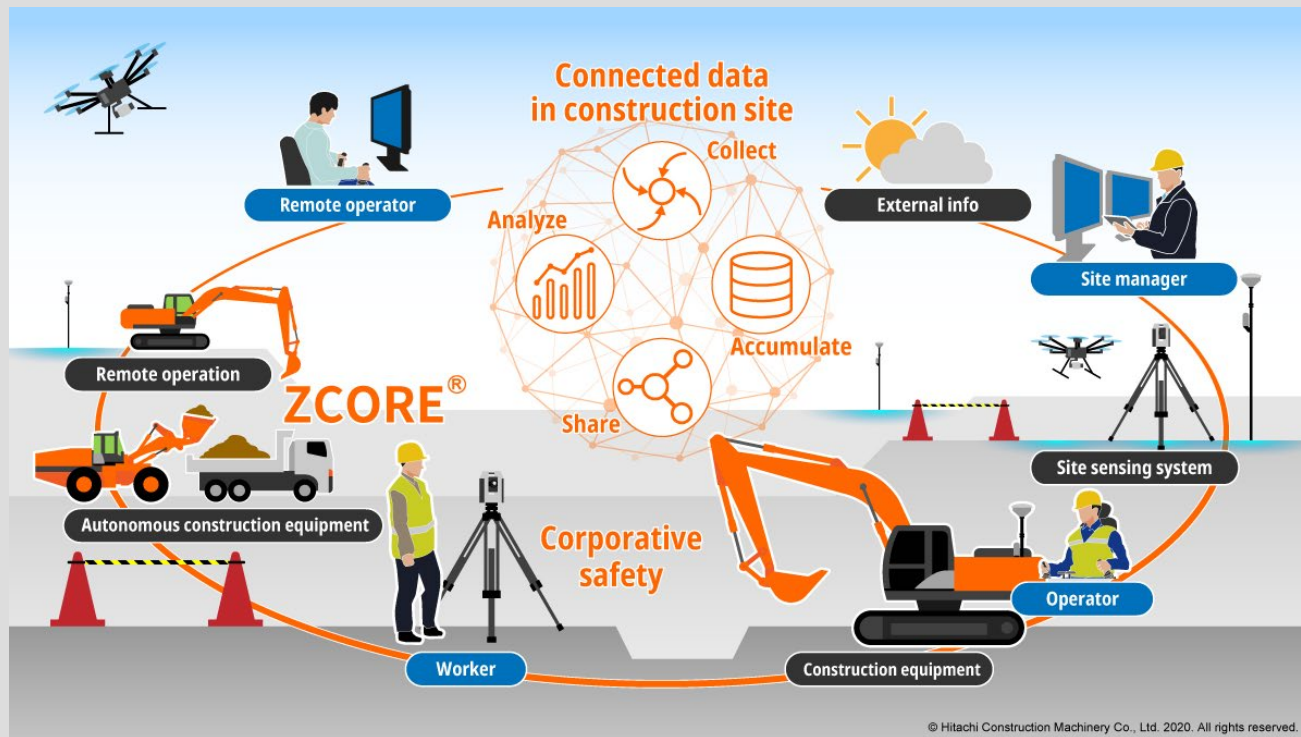 Connected data
in construction site
Collect
Remote operator
External info
Analyze
Site manager
Accumulate
Remote operation
ZCORE®
Share
Site sensing system
Autonomous construction equipment
Corporative
safety
Operator
Worker
Construction equipment
© Hitachi Construction Machinery Co., Ltd. 2020. All rights reserved.